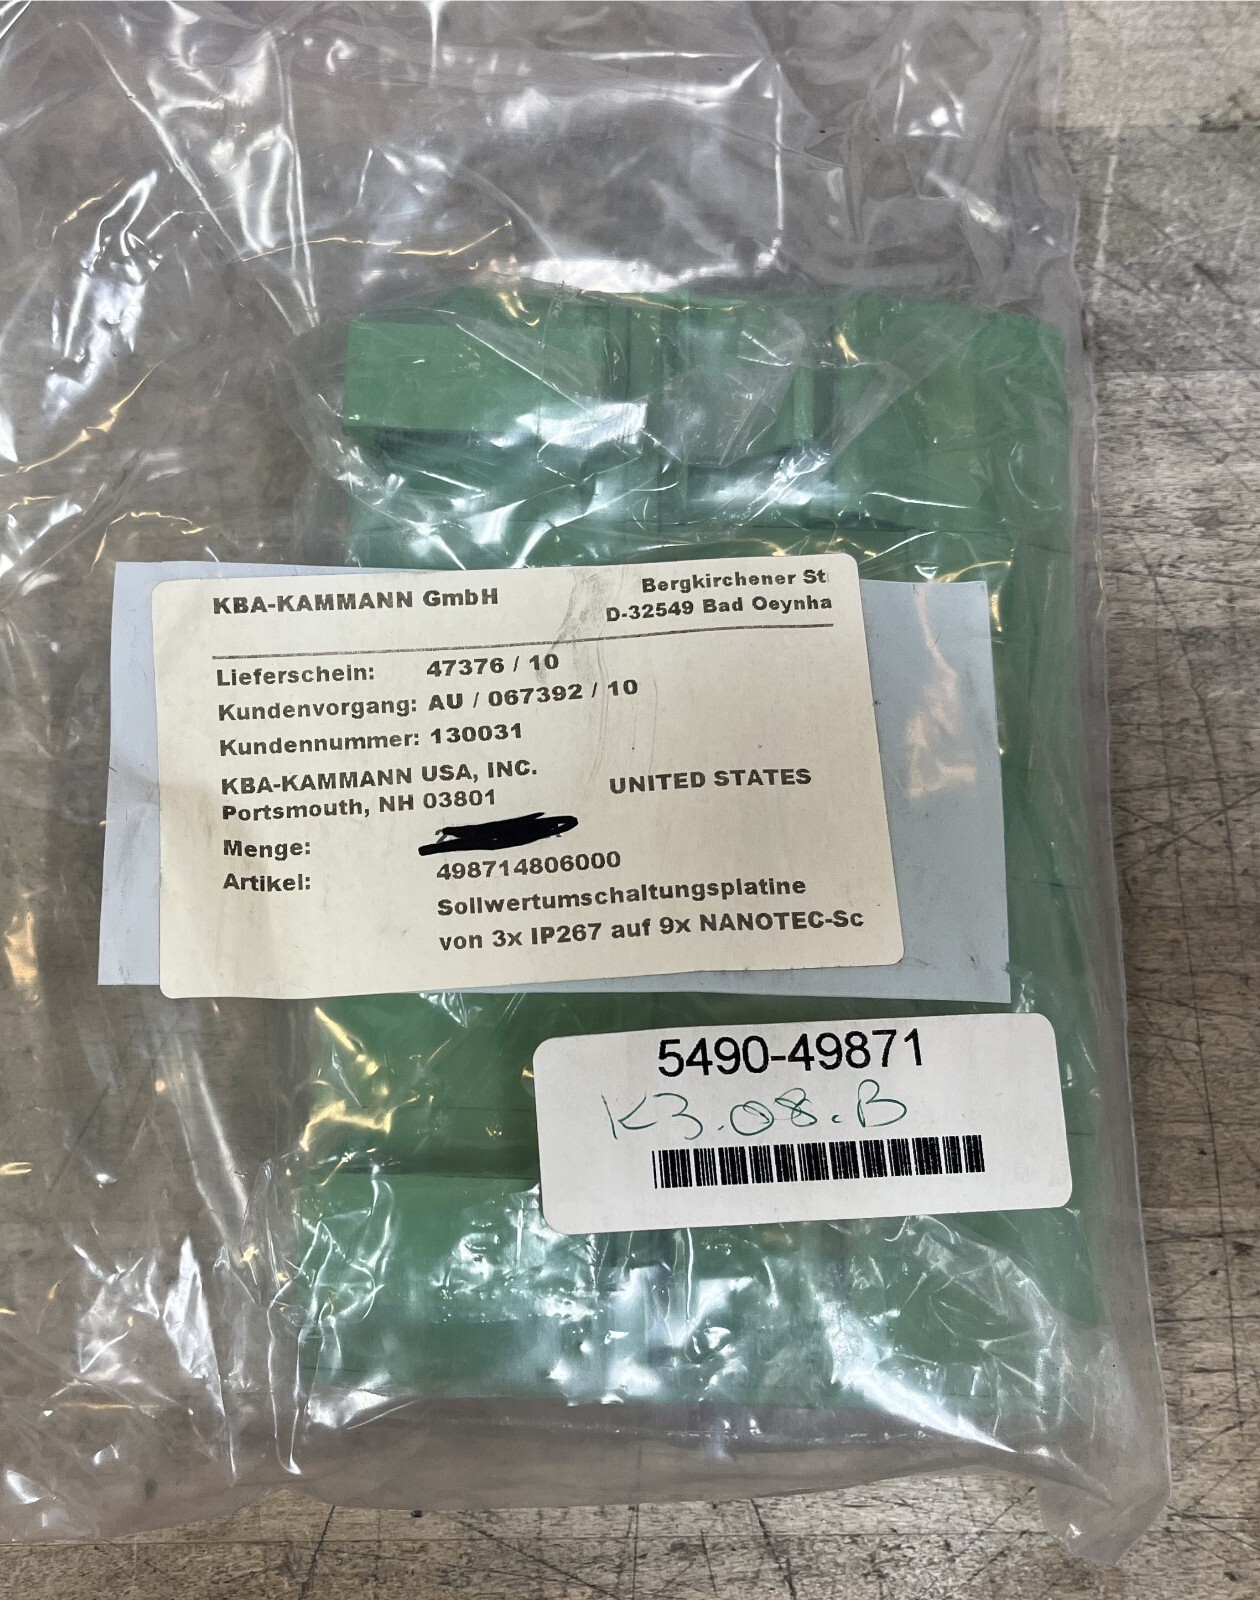 KBA-KAMMANN GmbH
Bergkirchener St
D-32549 Bad Oeynha
Lieferschein: 47376 / 10
Kundenvorgang: AU / 067392 / 10
Kundennummer: 130031
KBA-KAMMANN USA, INC.
Portsmouth, NH 03801
UNITED STATES
Menge:
Artikel: 498714806000
Sollwertumschaltungsplatine
von 3x IP267 auf 9x NANOTEC-Sc
5490-49871
K3.08.B